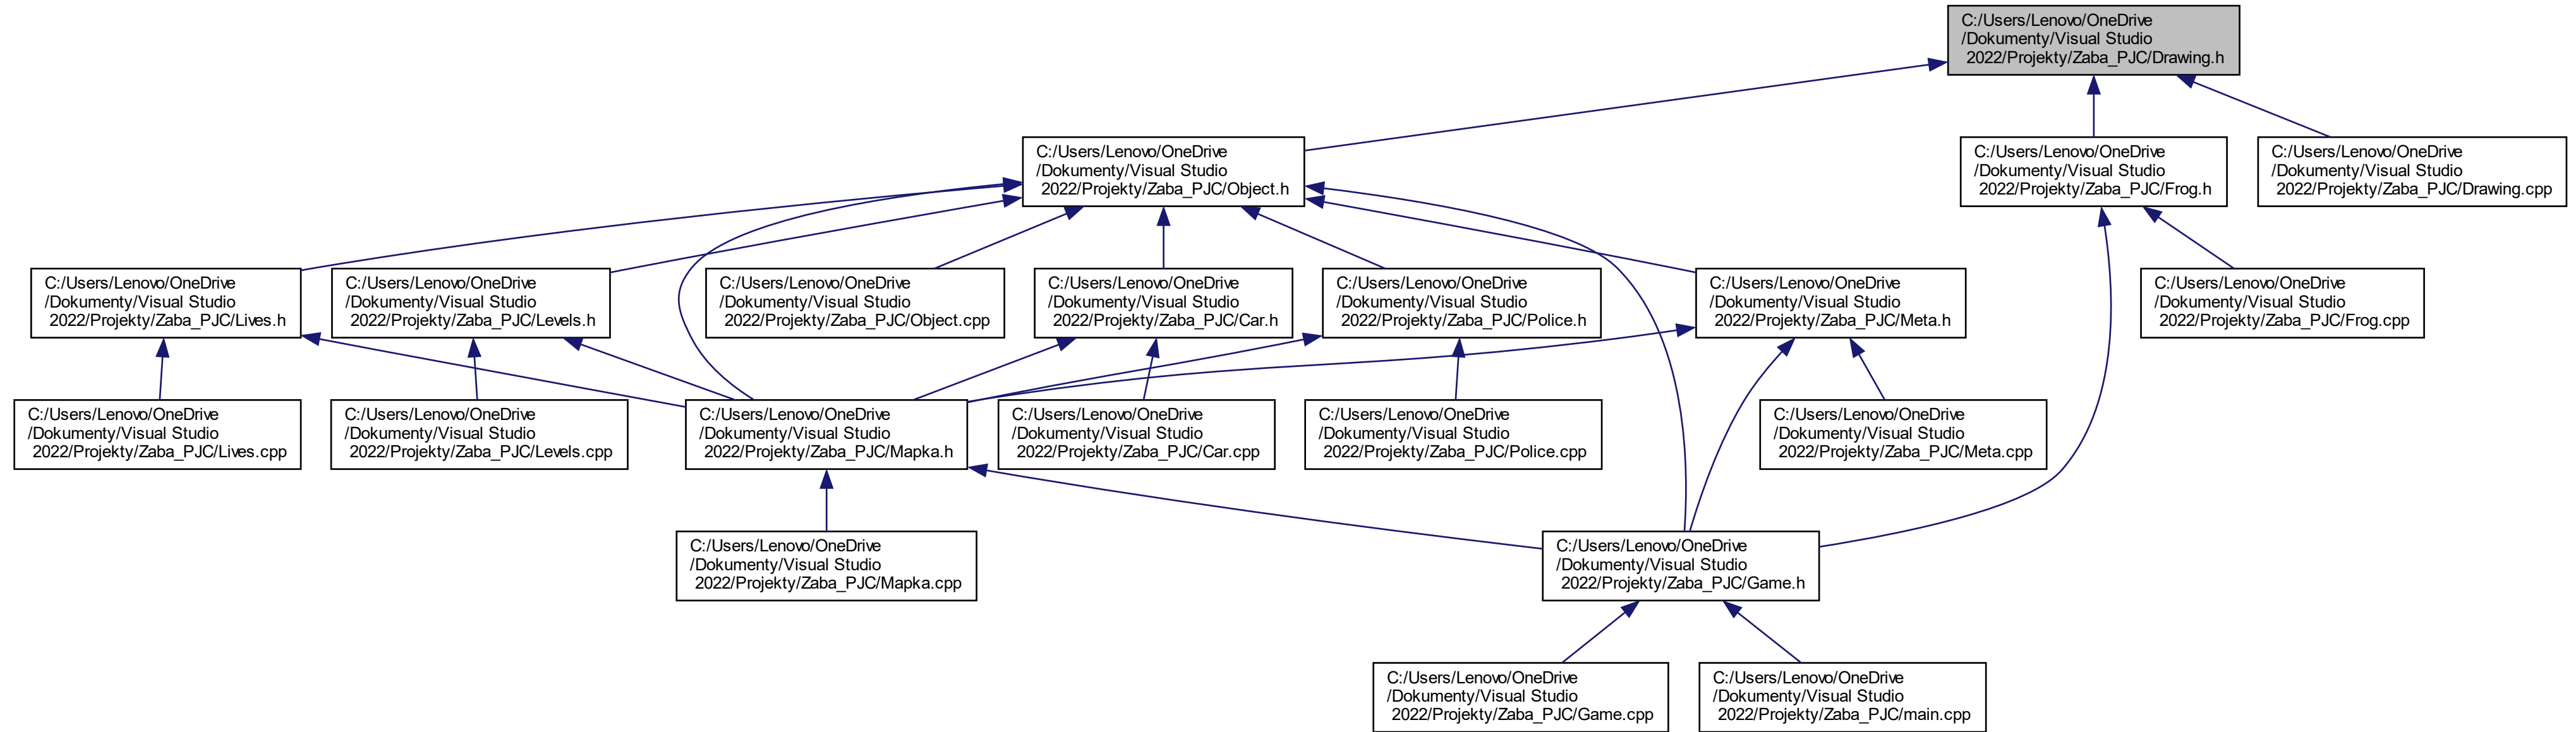 C:/Users/Lenovo/OneDrive
/Dokumenty/Visual Studio
2022/Projekty/Zaba_PJC/Drawing.h
C:/Users/Lenovo/OneDrive
/Dokumenty/Visual Studio
2022/Projekty/Zaba_PJC/Object.h
C:/Users/Lenovo/OneDrive
/Dokumenty/Visual Studio
2022/Projekty/Zaba_PJC/Frog.h
C:/Users/Lenovo/OneDrive
/Dokumenty/Visual Studio
2022/Projekty/Zaba_PJC/Drawing.cpp
C:/Users/Lenovo/OneDrive
/Dokumenty/Visual Studio
2022/Projekty/Zaba_PJC/Lives.h
C:/Users/Lenovo/OneDrive
/Dokumenty/Visual Studio
2022/Projekty/Zaba_PJC/Levels.h
C:/Users/Lenovo/OneDrive
/Dokumenty/Visual Studio
2022/Projekty/Zaba_PJC/Object.cpp
C:/Users/Lenovo/OneDrive
/Dokumenty/Visual Studio
2022/Projekty/Zaba_PJC/Car.h
C:/Users/Lenovo/OneDrive
/Dokumenty/Visual Studio
2022/Projekty/Zaba_PJC/Police.h
C:/Users/Lenovo/OneDrive
/Dokumenty/Visual Studio
2022/Projekty/Zaba_PJC/Meta.h
C:/Users/Lenovo/OneDrive
/Dokumenty/Visual Studio
2022/Projekty/Zaba_PJC/Frog.cpp
C:/Users/Lenovo/OneDrive
/Dokumenty/Visual Studio
2022/Projekty/Zaba_PJC/Lives.cpp
C:/Users/Lenovo/OneDrive
/Dokumenty/Visual Studio
2022/Projekty/Zaba_PJC/Levels.cpp
C:/Users/Lenovo/OneDrive
/Dokumenty/Visual Studio
2022/Projekty/Zaba_PJC/Mapka.h
C:/Users/Lenovo/OneDrive
/Dokumenty/Visual Studio
2022/Projekty/Zaba_PJC/Car.cpp
C:/Users/Lenovo/OneDrive
/Dokumenty/Visual Studio
2022/Projekty/Zaba_PJC/Police.cpp
C:/Users/Lenovo/OneDrive
/Dokumenty/Visual Studio
2022/Projekty/Zaba_PJC/Meta.cpp
C:/Users/Lenovo/OneDrive
/Dokumenty/Visual Studio
2022/Projekty/Zaba_PJC/Mapka.cpp
C:/Users/Lenovo/OneDrive
/Dokumenty/Visual Studio
2022/Projekty/Zaba_PJC/Game.h
C:/Users/Lenovo/OneDrive
/Dokumenty/Visual Studio
2022/Projekty/Zaba_PJC/Game.cpp
C:/Users/Lenovo/OneDrive
/Dokumenty/Visual Studio
2022/Projekty/Zaba_PJC/main.cpp